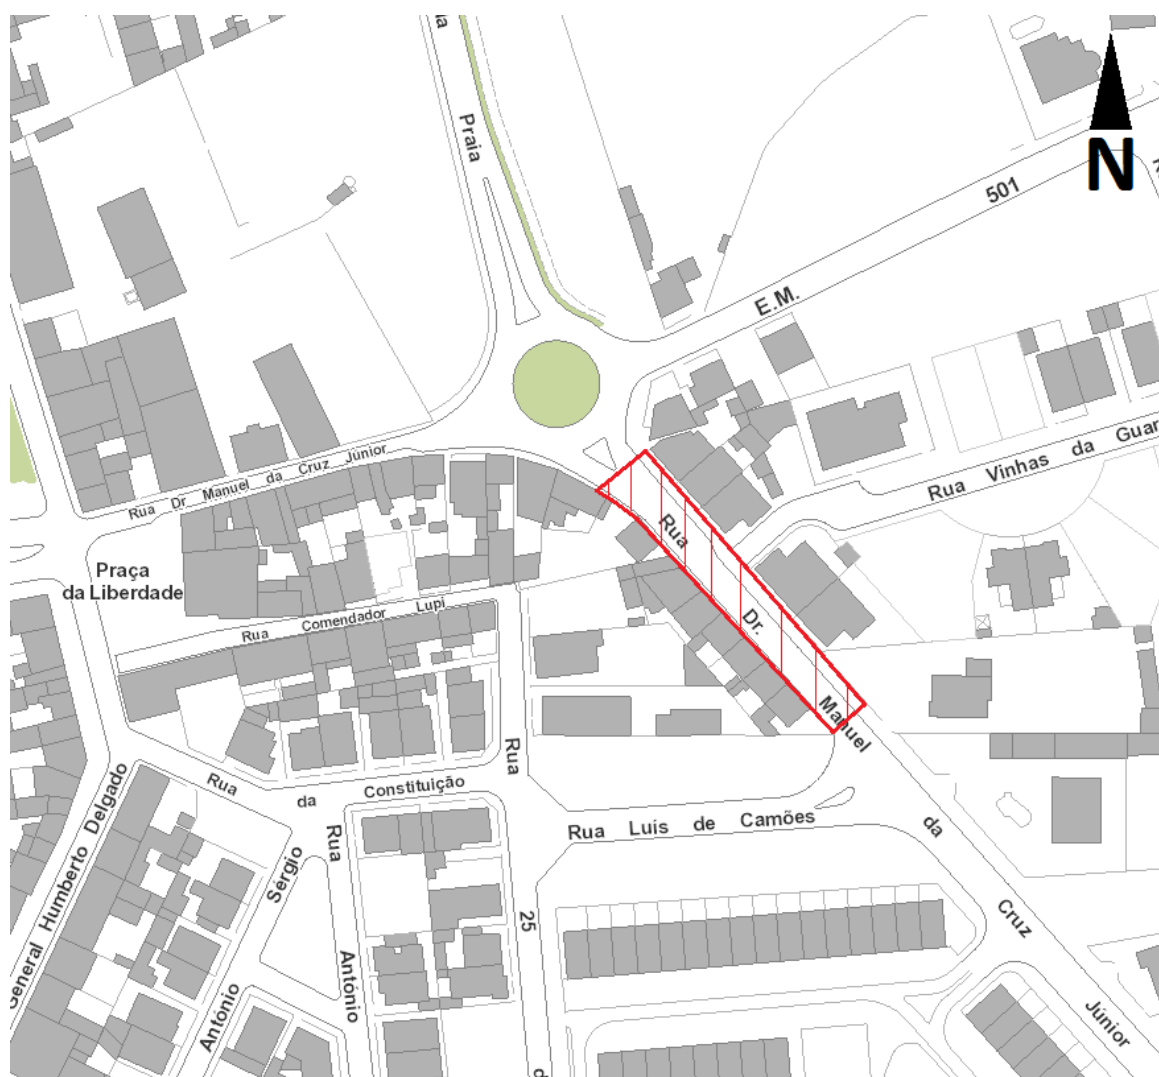 Praia
501
N
E.M.
Rua Vinhas da Guar
Rua Dr Manuel da Cruz Júnior
Praça
da Liberdade
Rua Comendador Lupi
Rua Dr. Manuel da Cruz Júnior
Rua da Constituição
Rua 25
Rua Luís de Camões
General Humberto Delgado
Rua António
António Sérgio